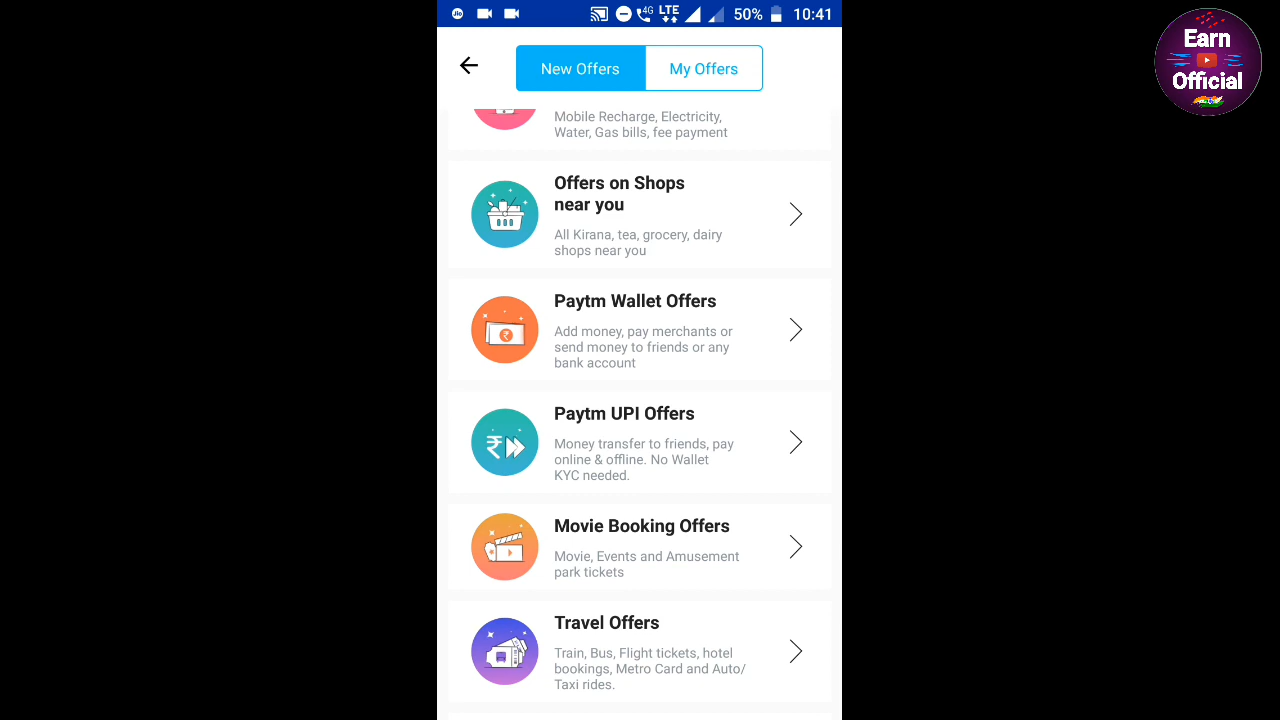 Jio
4G
LTE
50%
10:41
Earn
Official
New Offers
My Offers
Mobile Recharge, Electricity,
Water, Gas bills, fee payment
Offers on Shops
near you
All Kirana, tea, grocery, dairy
shops near you
Paytm Wallet Offers
Add money, pay merchants or
send money to friends or any
bank account
Paytm UPI Offers
Money transfer to friends, pay
online & offline. No Wallet
KYC needed.
Movie Booking Offers
Movie, Events and Amusement
park tickets
Travel Offers
Train, Bus, Flight tickets, hotel
bookings, Metro Card and Auto/
Taxi rides.